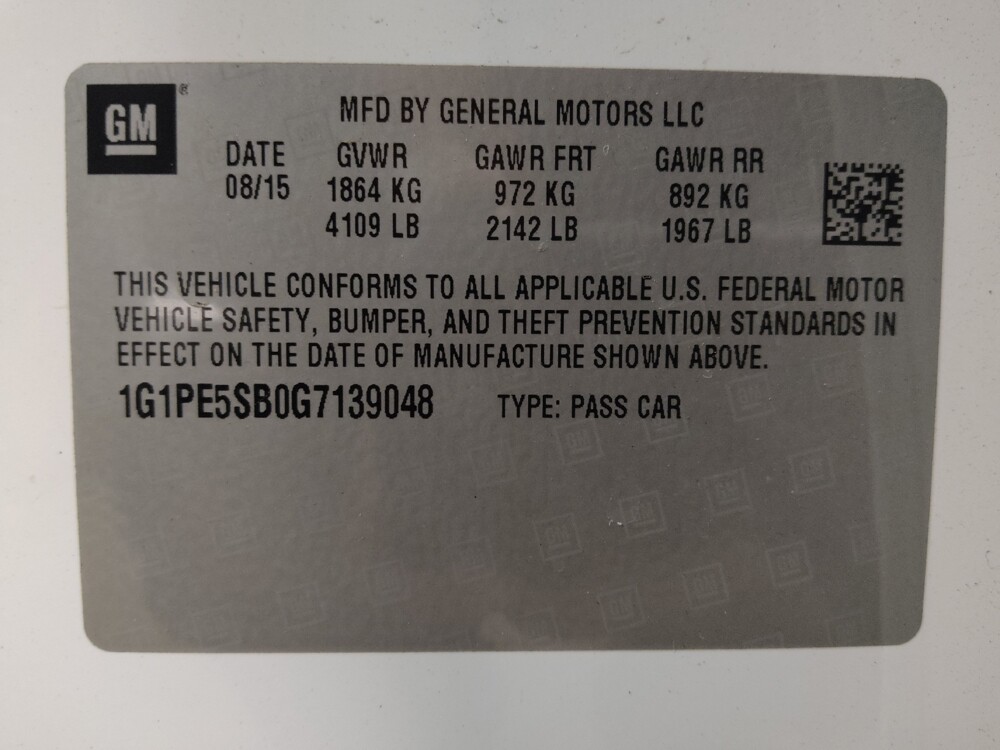 GM®
MFD BY GENERAL MOTORS LLC
DATE GVWR GAWR FRT GAWR RR
08/15 1864 KG 972 KG 892 KG
4109 LB 2142 LB 1967 LB
THIS VEHICLE CONFORMS TO ALL APPLICABLE U.S. FEDERAL MOTOR
VEHICLE SAFETY, BUMPER, AND THEFT PREVENTION STANDARDS IN
EFFECT ON THE DATE OF MANUFACTURE SHOWN ABOVE.
1G1PE5SB0G7139048 TYPE: PASS CAR